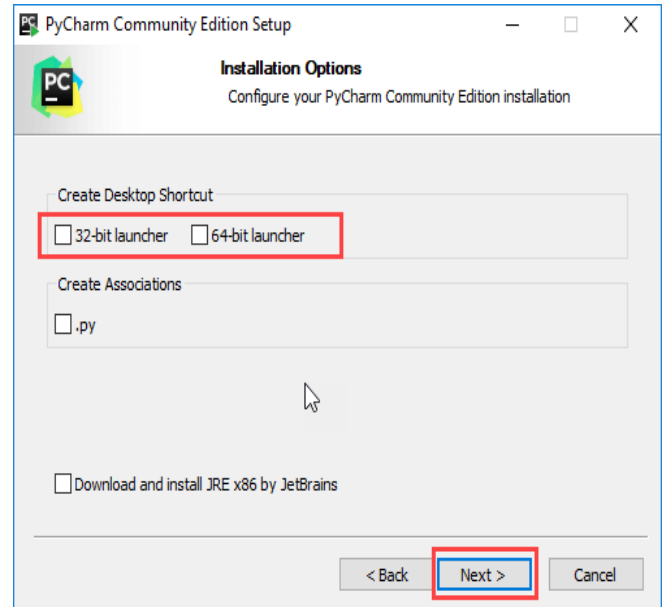 PyCharm Community Edition Setup
PC
Installation Options
Configure your PyCharm Community Edition installation
Create Desktop Shortcut
32-bit launcher 64-bit launcher
Create Associations
.py
Download and install JRE x86 by JetBrains
< Back Next > Cancel